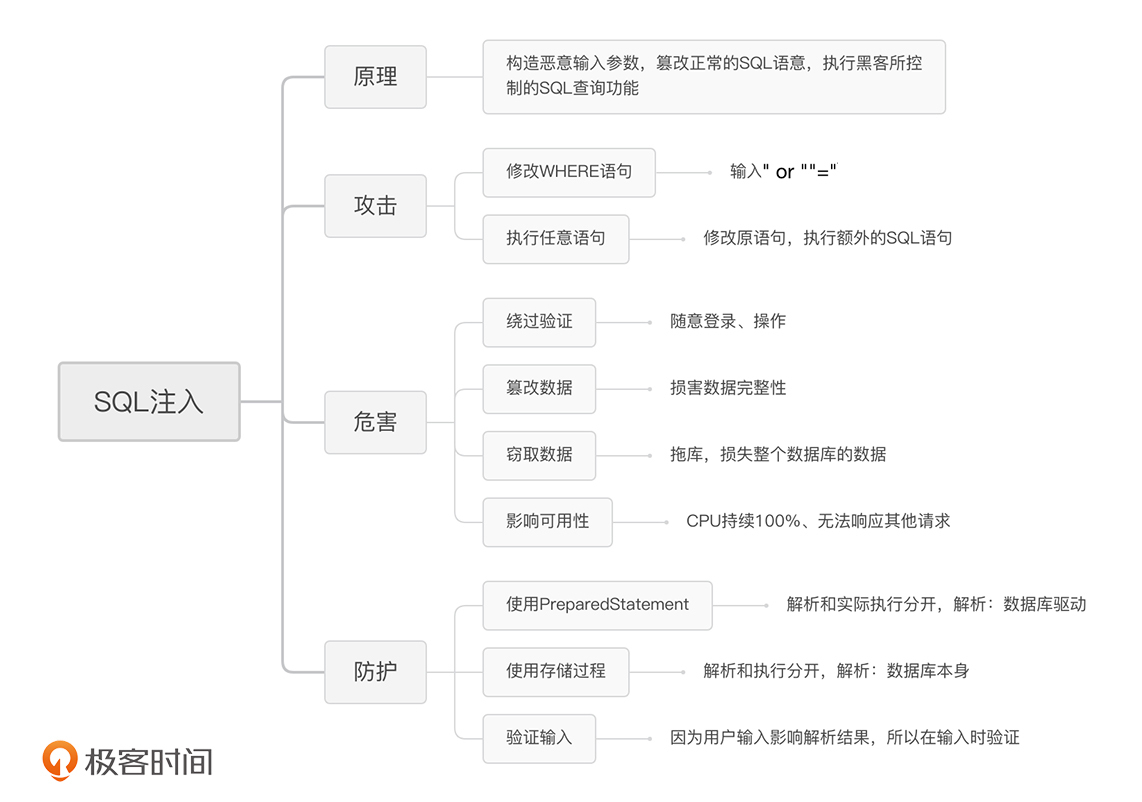 SQL注入
原理
构造恶意输入参数，篡改正常的SQL语意，执行黑客所控
制的SQL查询功能
攻击
修改WHERE语句
输入" or ""="
执行任意语句
修改原语句，执行额外的SQL语句
危害
绕过验证
随意登录、操作
篡改数据
损害数据完整性
窃取数据
拖库，损失整个数据库的数据
影响可用性
CPU持续100%、无法响应其他请求
防护
使用PreparedStatement
解析和实际执行分开，解析：数据库驱动
使用存储过程
解析和执行分开，解析：数据库本身
验证输入
因为用户输入影响解析结果，所以在输入时验证
极客时间